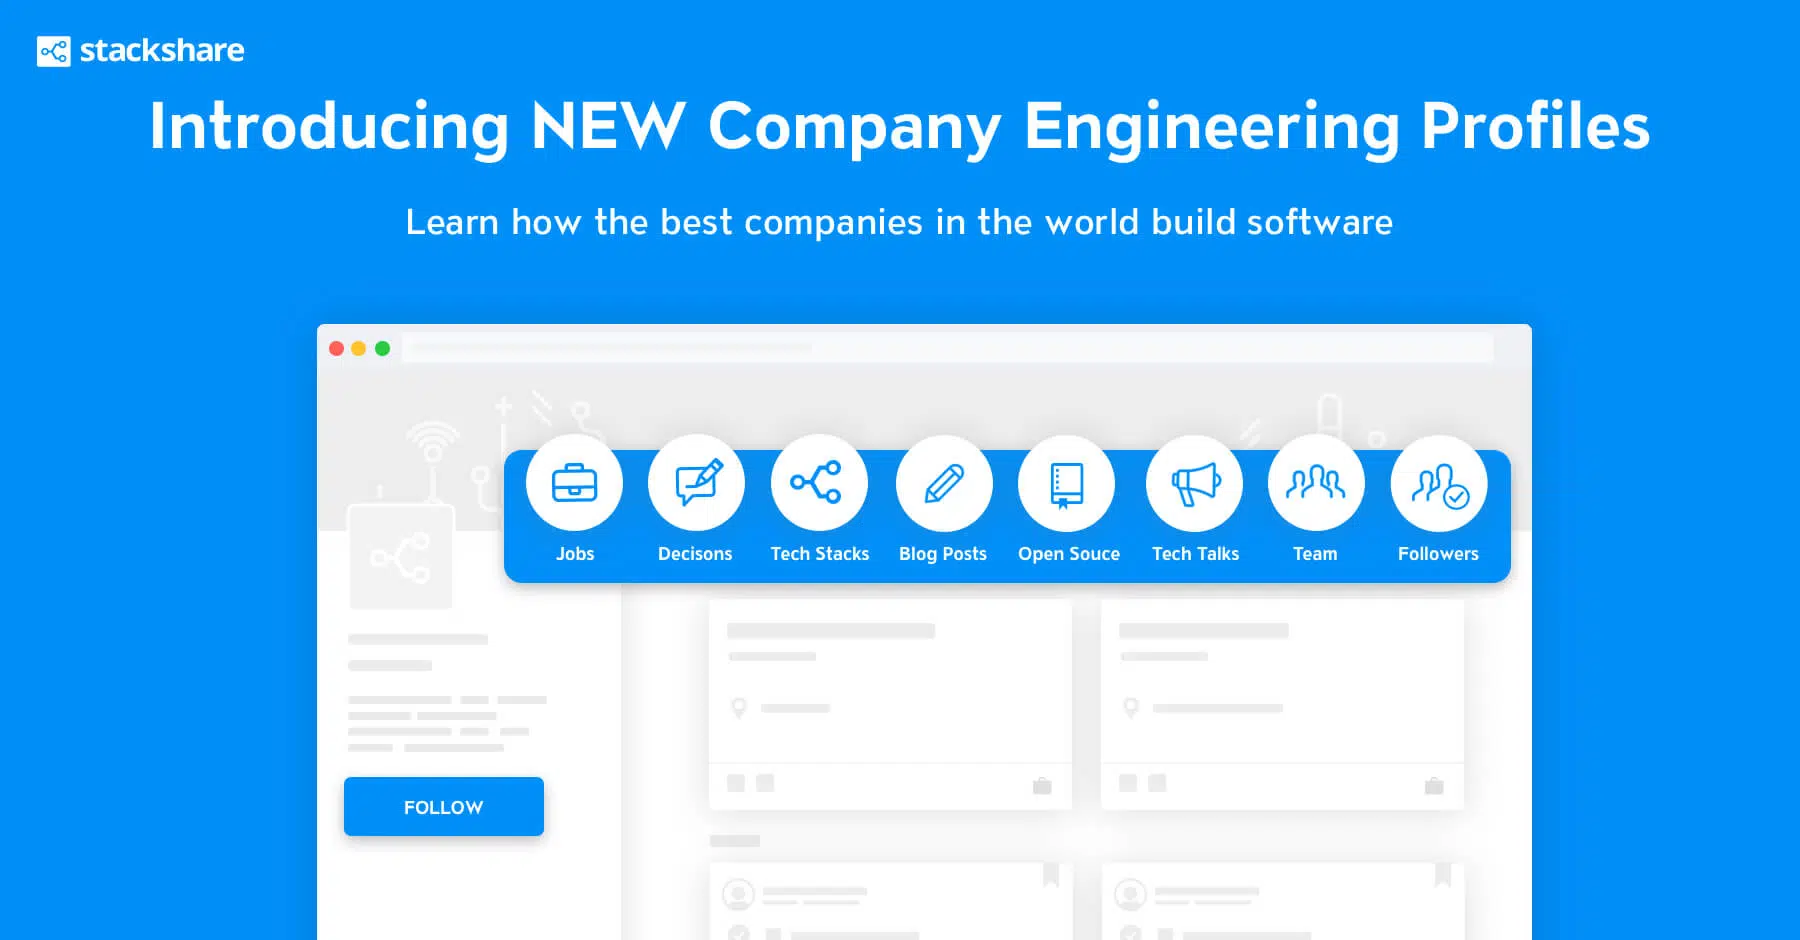 stackshare
Introducing NEW Company Engineering Profiles
Learn how the best companies in the world build software
Jobs
Decisons
Tech Stacks
Blog Posts
Open Souce
Tech Talks
Team
Followers
FOLLOW